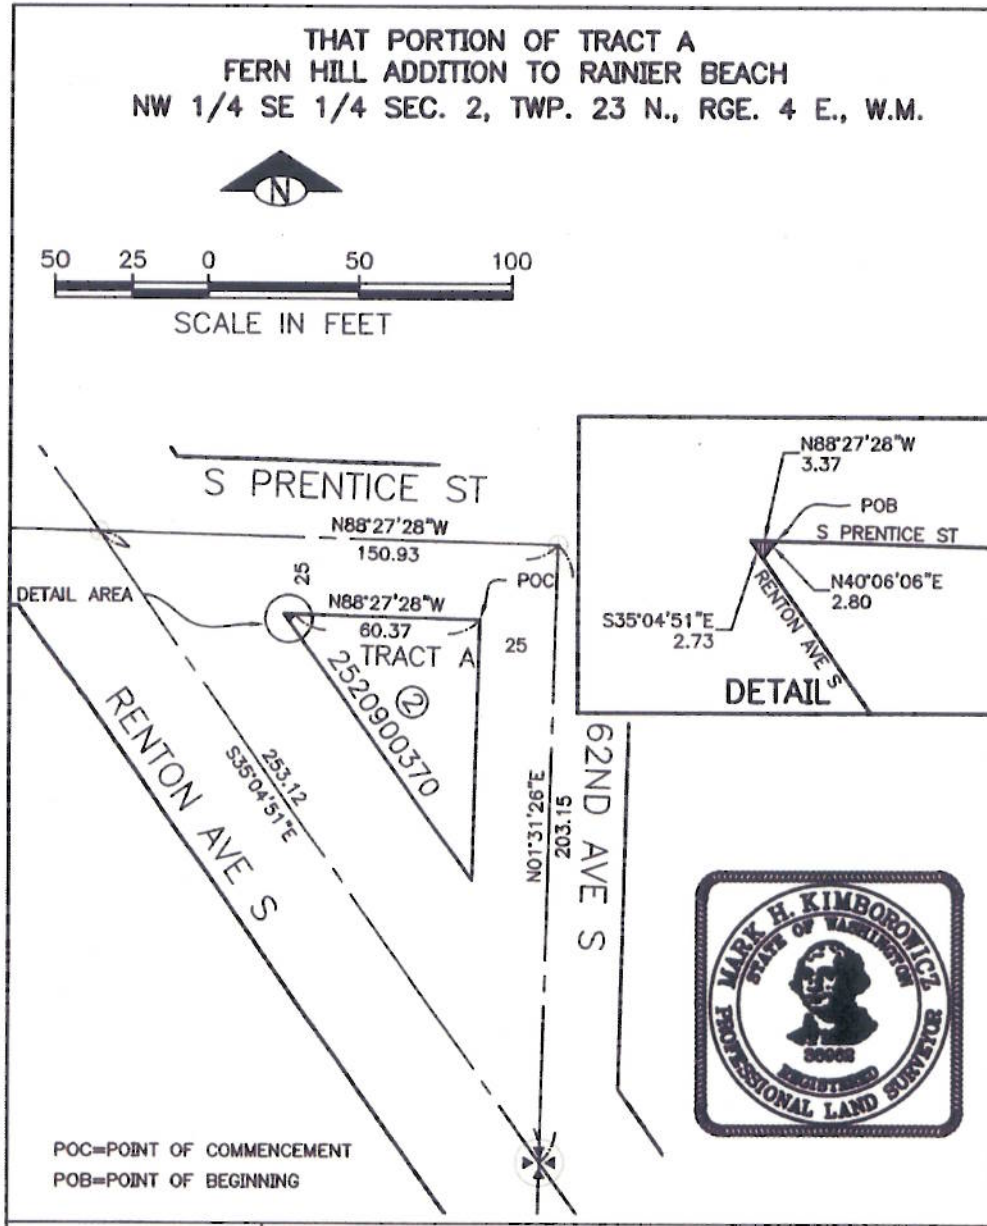 THAT PORTION OF TRACT A
FERN HILL ADDITION TO RAINIER BEACH
NW 1/4 SE 1/4 SEC. 2, TWP. 23 N., RGE. 4 E., W.M.
N
50 25 0 50 100
SCALE IN FEET
S PRENTICE ST
N88°27'28"W
150.93
25
DETAIL AREA
N88°27'28"W
60.37
POC
TRACT A
25
2
2520900370
RENTON AVE S
253.12
S35°04'51"E
N01°31'26"E
203.15
62ND AVE S
N88°27'28"W
3.37
POB
S PRENTICE ST
N40°06'06"E
2.80
S35°04'51"E
2.73
RENTON AVE S
DETAIL
MARK H. KIMBOROWICZ
STATE OF WASHINGTON
REGISTERED
PROFESSIONAL LAND SURVEYOR
POC=POINT OF COMMENCEMENT
POB=POINT OF BEGINNING